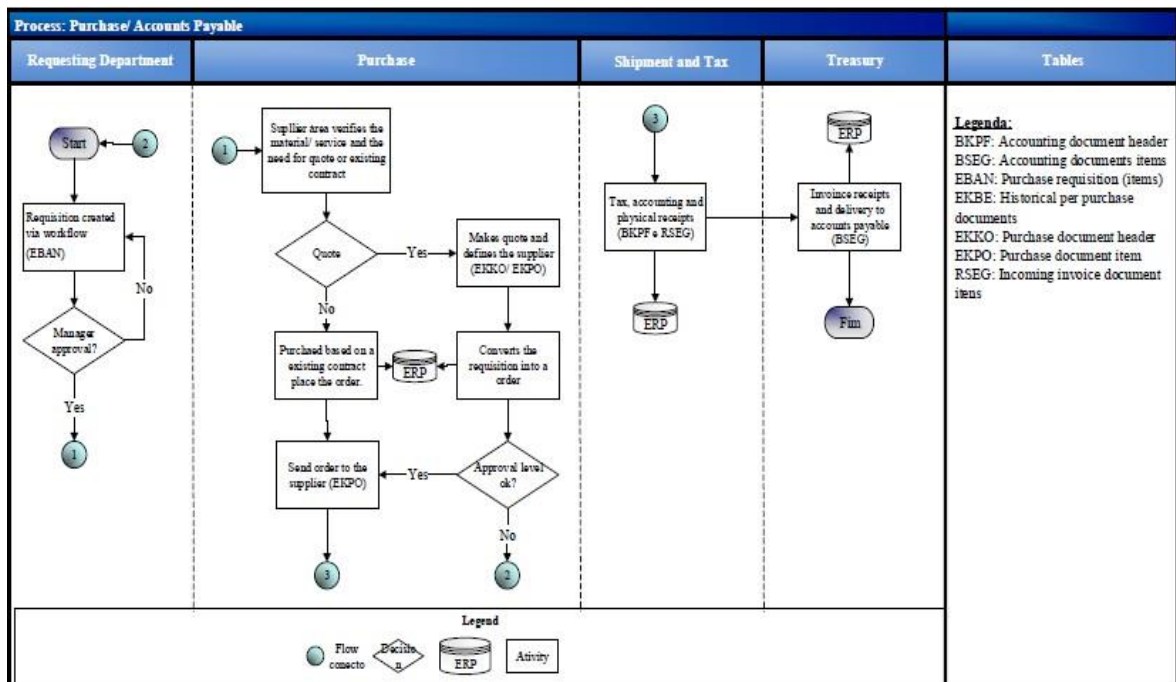 Process: Purchase/ Accounts Payable
Requesting Department
Purchase
Shipment and Tax
Treasury
Tables
Start
2
Requisition created
via workflow
(EBAN)
No
Manager
approval?
Yes
1
1
Supllier area verifies the
material/ service and the
need for quote or existing
contract
Quote
Yes
Makes quote and
defines the supplier
(EKKO/ EKPO)
No
Purchaed based on a
existing contract
place the order.
ERP
Converts the
requisition into a
order
Send order to the
supplier (EKPO)
Yes
Approval level
ok?
No
3
2
3
Tax, accounting and
physical receipts
(BKPF e RSEG)
ERP
ERP
Invoince receipts
and delivery to
accounts payable
(BSEG)
Fim
Legenda:
BKPF: Accounting document header
BSEG: Accounting documents items
EBAN: Purchase requisition (items)
EKBE: Historical per purchase
documents
EKKO: Purchase document header
EKPO: Purchase document item
RSEG: Incoming invoice document
itens
Legend
Flow
conecto
Decisio
n
ERP
Ativity